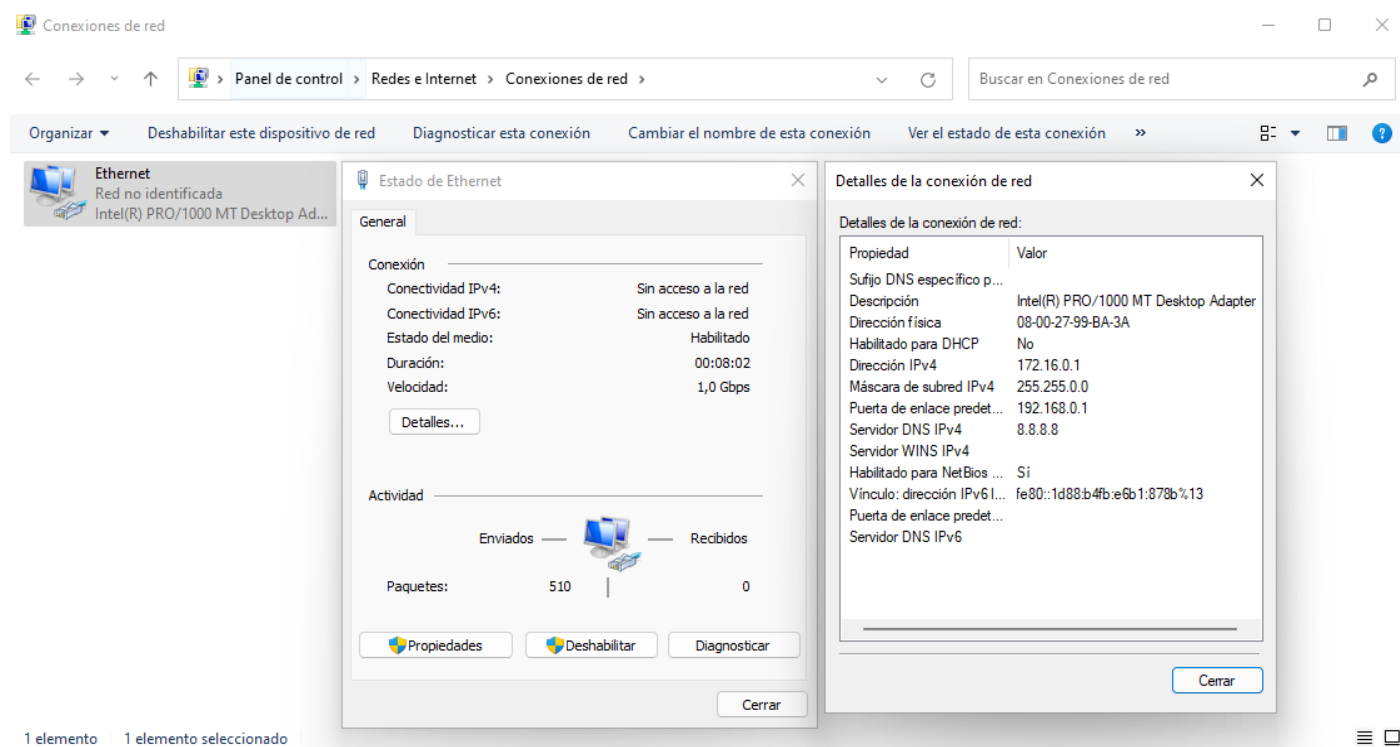 Conexiones de red
Panel de control > Redes e Internet > Conexiones de red >
Buscar en Conexiones de red
Organizar
Deshabilitar este dispositivo de red
Diagnosticar esta conexión
Cambiar el nombre de esta conexión
Ver el estado de esta conexión
»
?
Ethernet
Red no identificada
Intel(R) PRO/1000 MT Desktop Ad...
Estado de Ethernet
General
Conexión
Conectividad IPv4: Sin acceso a la red
Conectividad IPv6: Sin acceso a la red
Estado del medio: Habilitado
Duración: 00:08:02
Velocidad: 1,0 Gbps
Detalles...
Actividad
Enviados — — Recibidos
Paquetes: 510 | 0
Propiedades
Deshabilitar
Diagnosticar
Cerrar
Detalles de la conexión de red
Detalles de la conexión de red:
Propiedad Valor
Sufijo DNS específico p...
Descripción Intel(R) PRO/1000 MT Desktop Adapter
Dirección física 08-00-27-99-BA-3A
Habilitado para DHCP No
Dirección IPv4 172.16.0.1
Máscara de subred IPv4 255.255.0.0
Puerta de enlace predet... 192.168.0.1
Servidor DNS IPv4 8.8.8.8
Servidor WINS IPv4
Habilitado para NetBios ... Sí
Vínculo: dirección IPv6 l... fe80::1d88:b4fb:e6b1:878b%13
Puerta de enlace predet...
Servidor DNS IPv6
Cerrar
1 elemento
1 elemento seleccionado